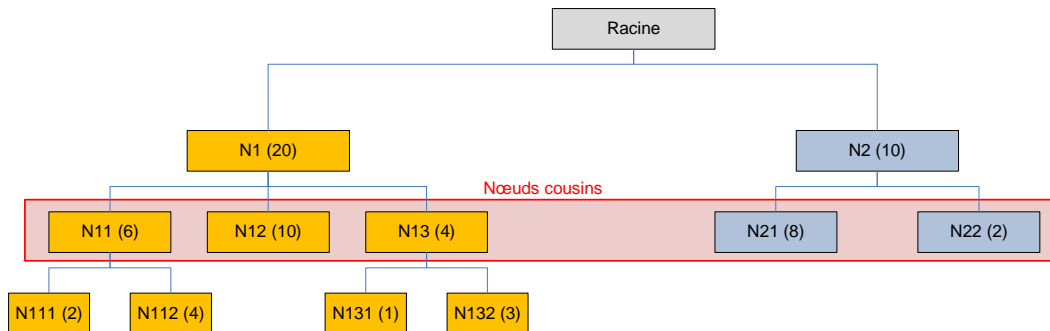 Racine
N1 (20)
N2 (10)
Nœuds cousins
N11 (6)
N12 (10)
N13 (4)
N21 (8)
N22 (2)
N111 (2)
N112 (4)
N131 (1)
N132 (3)